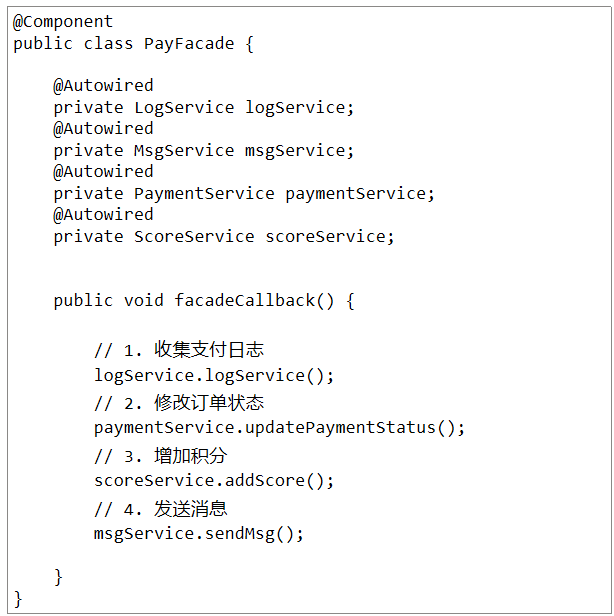 @Component
public class PayFacade {
@Autowired
private LogService logService;
@Autowired
private MsgService msgService;
@Autowired
private PaymentService paymentService;
@Autowired
private ScoreService scoreService;
public void facadeCallback() {
// 1. 收集支付日志
logService.logService();
// 2. 修改订单状态
paymentService.updatePaymentStatus();
// 3. 增加积分
scoreService.addScore();
// 4. 发送消息
msgService.sendMsg();
}
}